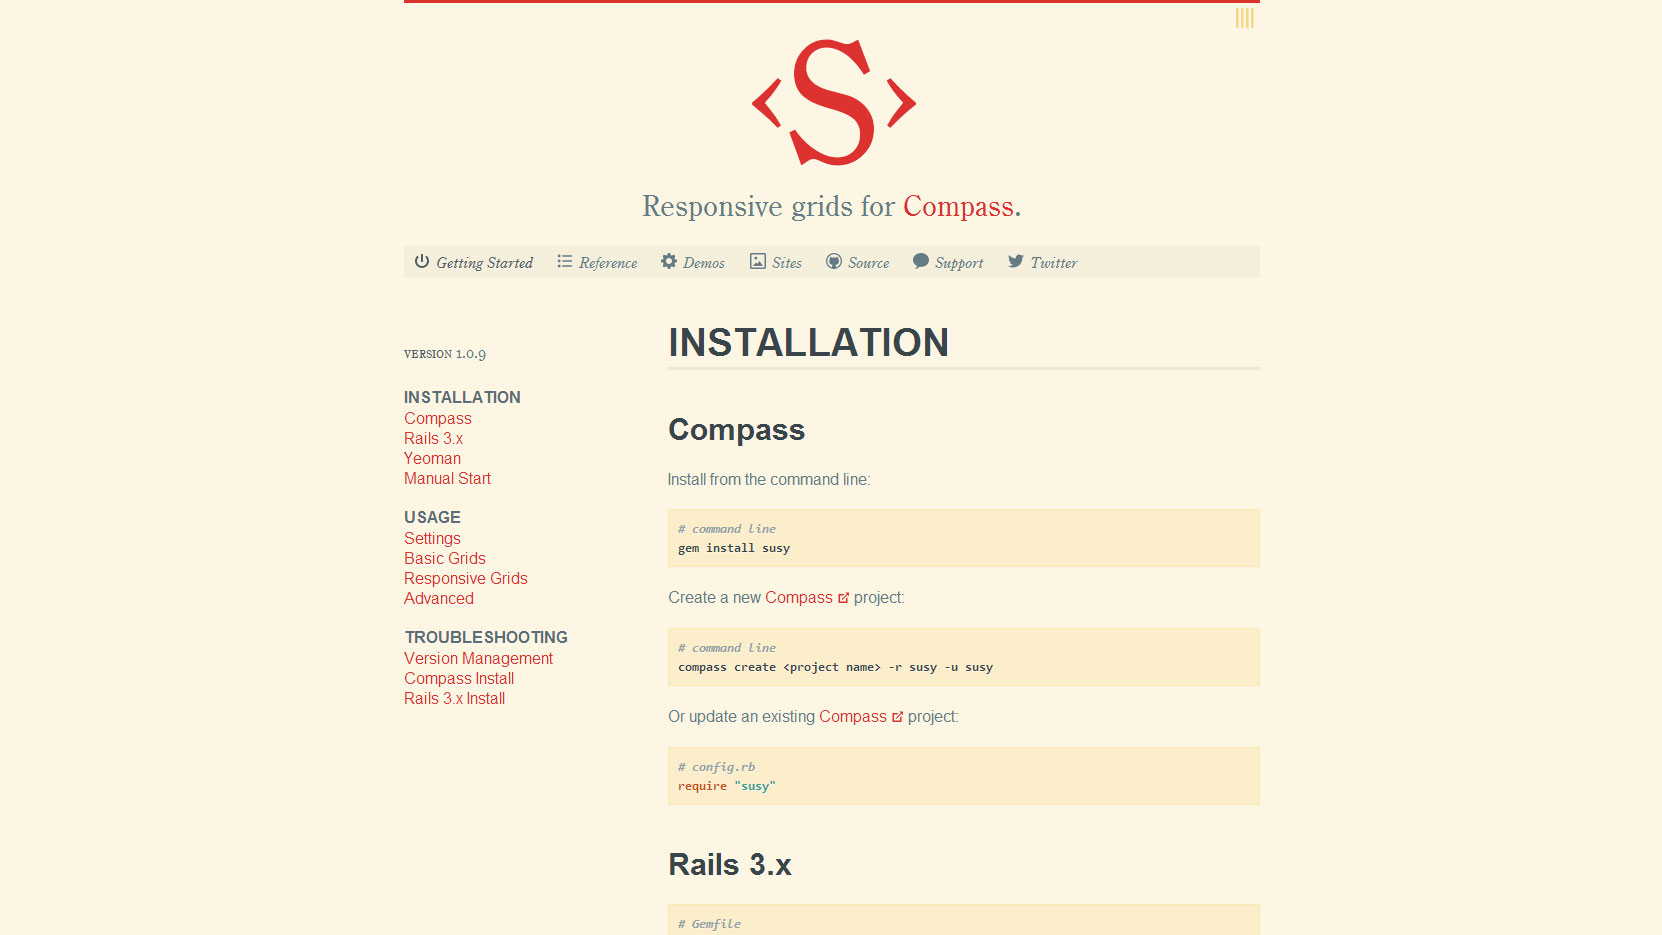 <S>
Responsive grids for Compass.
Getting Started Reference Demos Sites Source Support Twitter
VERSION 1.0.9
INSTALLATION
Compass
Rails 3.x
Yeoman
Manual Start
USAGE
Settings
Basic Grids
Responsive Grids
Advanced
TROUBLESHOOTING
Version Management
Compass Install
Rails 3.x Install
INSTALLATION
Compass
Install from the command line:
# command line
gem install susy
Create a new Compass project:
# command line
compass create <project name> -r susy -u susy
Or update an existing Compass project:
# config.rb
require "susy"
Rails 3.x
# Gemfile